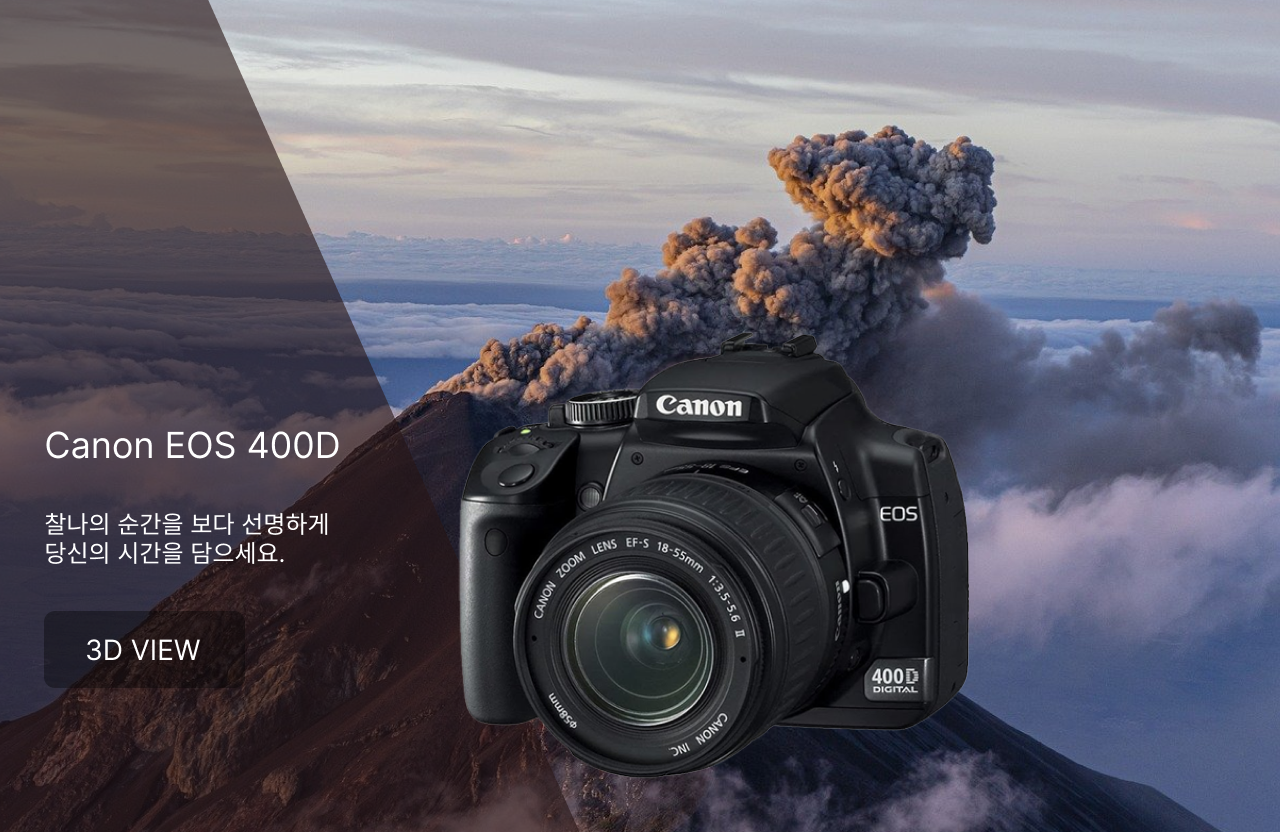 Canon
EOS
CANON ZOOM LENS EF-S 18-55mm 1:3.5-5.6 II
Canon
φ58mm
CANON INC.
400D
DIGITAL
Canon EOS 400D
찰나의 순간을 보다 선명하게
당신의 시간을 담으세요.
3D VIEW